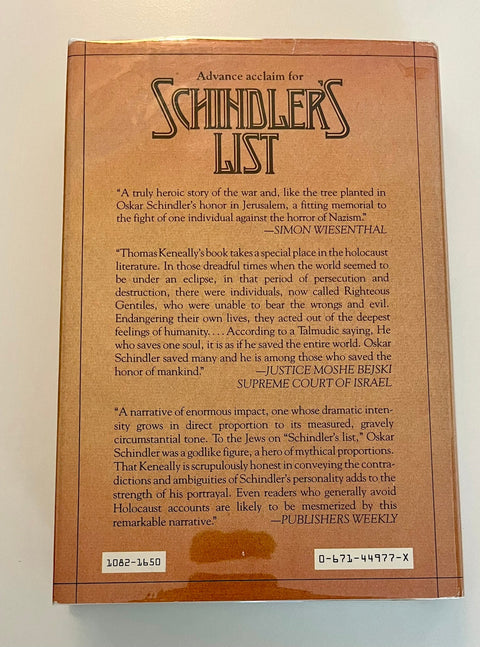 Advance acclaim for
SCHINDLER'S
LIST
"A truly heroic story of the war and, like the tree planted in
Oskar Schindler's honor in Jerusalem, a fitting memorial to
the fight of one individual against the horror of Nazism."
—SIMON WIESENTHAL
"Thomas Keneally's book takes a special place in the holocaust
literature. In those dreadful times when the world seemed to
be under an eclipse, in that period of persecution and
destruction, there were individuals, now called Righteous
Gentiles, who were unable to bear the wrongs and evil.
Endangering their own lives, they acted out of the deepest
feelings of humanity.... According to a Talmudic saying, He
who saves one soul, it is as if he saved the entire world. Oskar
Schindler saved many and he is among those who saved the
honor of mankind." —JUSTICE MOSHE BEJSKI
SUPREME COURT OF ISRAEL
"A narrative of enormous impact, one whose dramatic inten-
sity grows in direct proportion to its measured, gravely
circumstantial tone. To the Jews on "Schindler's list," Oskar
Schindler was a godlike figure, a hero of mythical proportions.
That Keneally is scrupulously honest in conveying the contra-
dictions and ambiguities of Schindler's personality adds to the
strength of his portrayal. Even readers who generally avoid
Holocaust accounts are likely to be mesmerized by this
remarkable narrative." —PUBLISHERS WEEKLY
1082-1650
0-671-44977-X